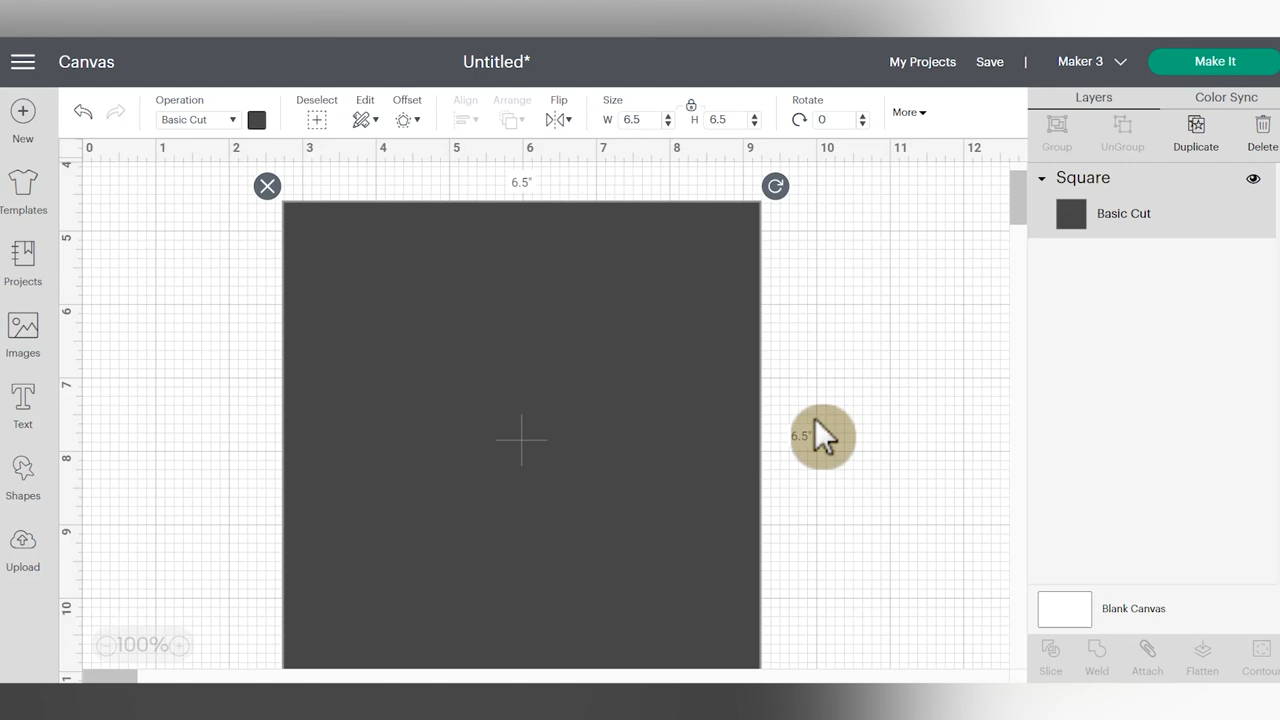 Canvas
Untitled*
My Projects
Save
|
Maker 3
Make It
New
Templates
Projects
Images
Text
Shapes
Upload
Operation
Basic Cut
Deselect
Edit
Offset
Align
Arrange
Flip
Size
W 6.5
H 6.5
Rotate
0
More
0 1 2 3 4 5 6 7 8 9 10 11 12
4
5
6
7
8
9
10
1
6.5"
6.5"
100%
Layers
Color Sync
Group
UnGroup
Duplicate
Delete
Square
Basic Cut
Blank Canvas
Slice
Weld
Attach
Flatten
Contou